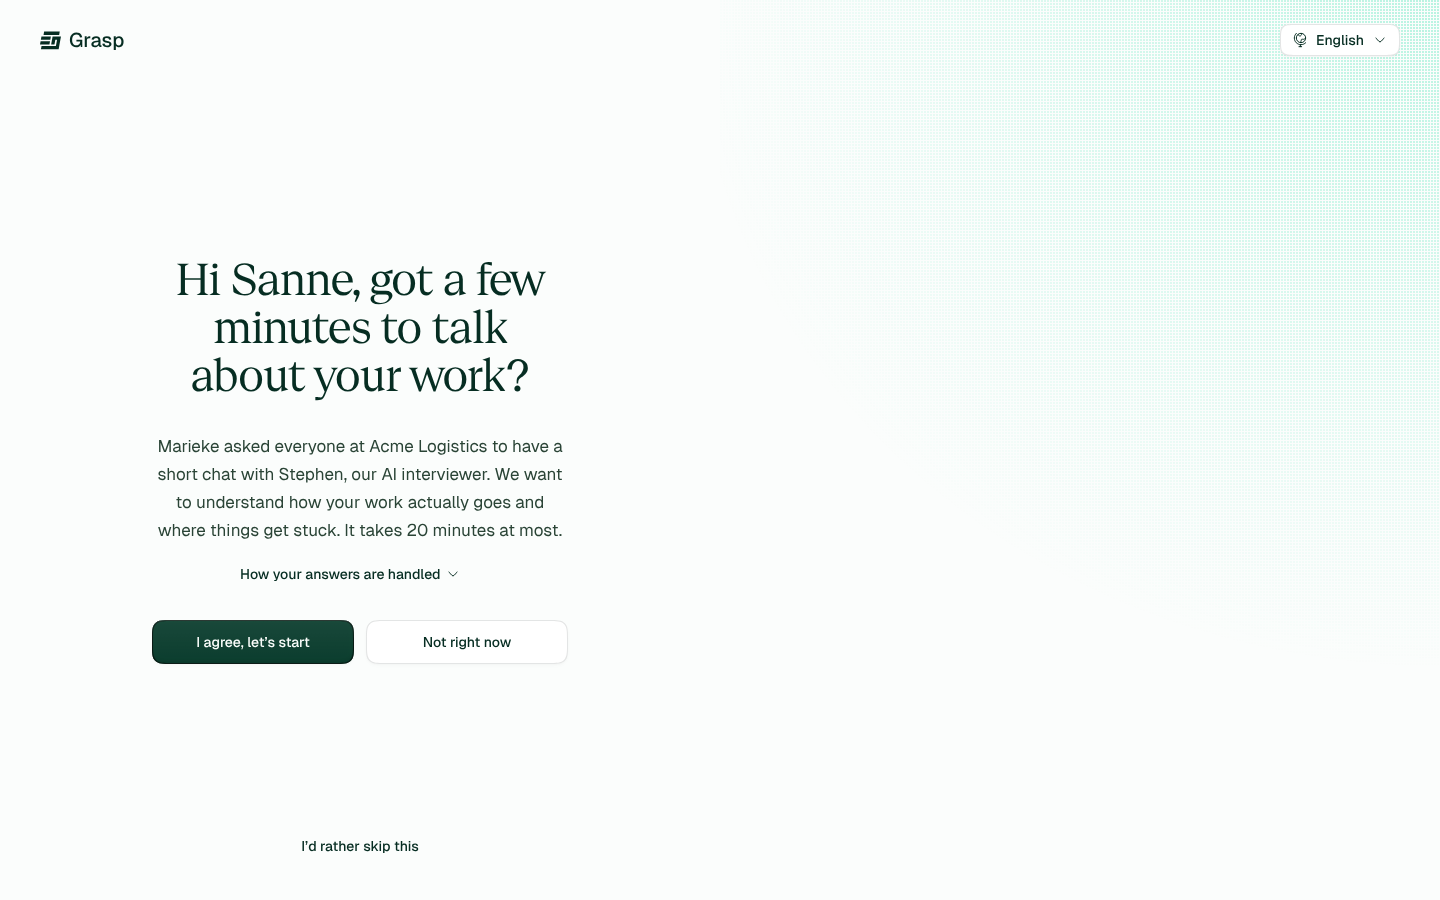 Grasp
English
Hi Sanne, got a few
minutes to talk
about your work?
Marieke asked everyone at Acme Logistics to have a
short chat with Stephen, our AI interviewer. We want
to understand how your work actually goes and
where things get stuck. It takes 20 minutes at most.
How your answers are handled
I agree, let’s start
Not right now
I’d rather skip this